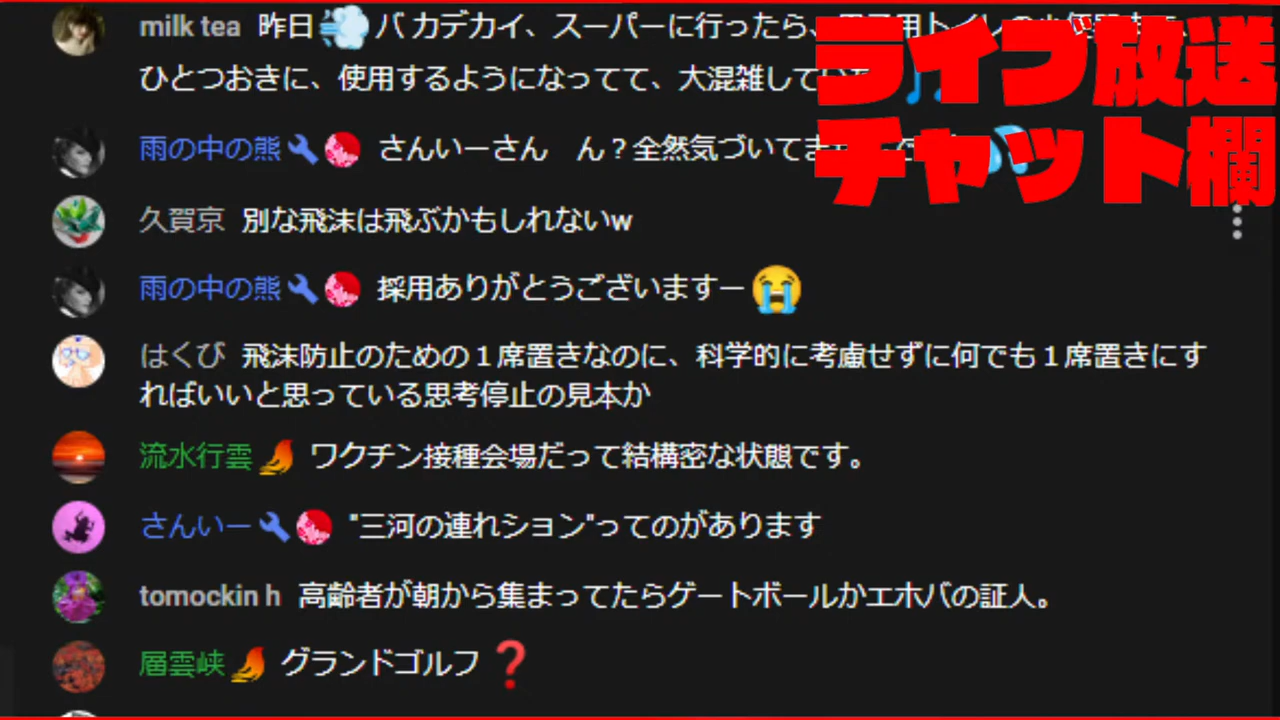 ライブ放送
チャット欄
milk tea 昨日💨バ カデカイ、スーパーに行ったら、
ひとつおきに、使用するようになってて、大混雑して
雨の中の熊 さんいーさん ん？全然気づいてま
久賀京 別な飛沫は飛ぶかもしれないw
雨の中の熊 採用ありがとうございますー😭
はくび 飛沫防止のための１席置きなのに、科学的に考慮せずに何でも１席置きにす
ればいいと思っている思考停止の見本か
流水行雲 ワクチン接種会場だって結構密な状態です。
さんいー "三河の連れション"ってのがあります
tomockin h 高齢者が朝から集まってたらゲートボールかエホバの証人。
層雲峡 グランドゴルフ❓